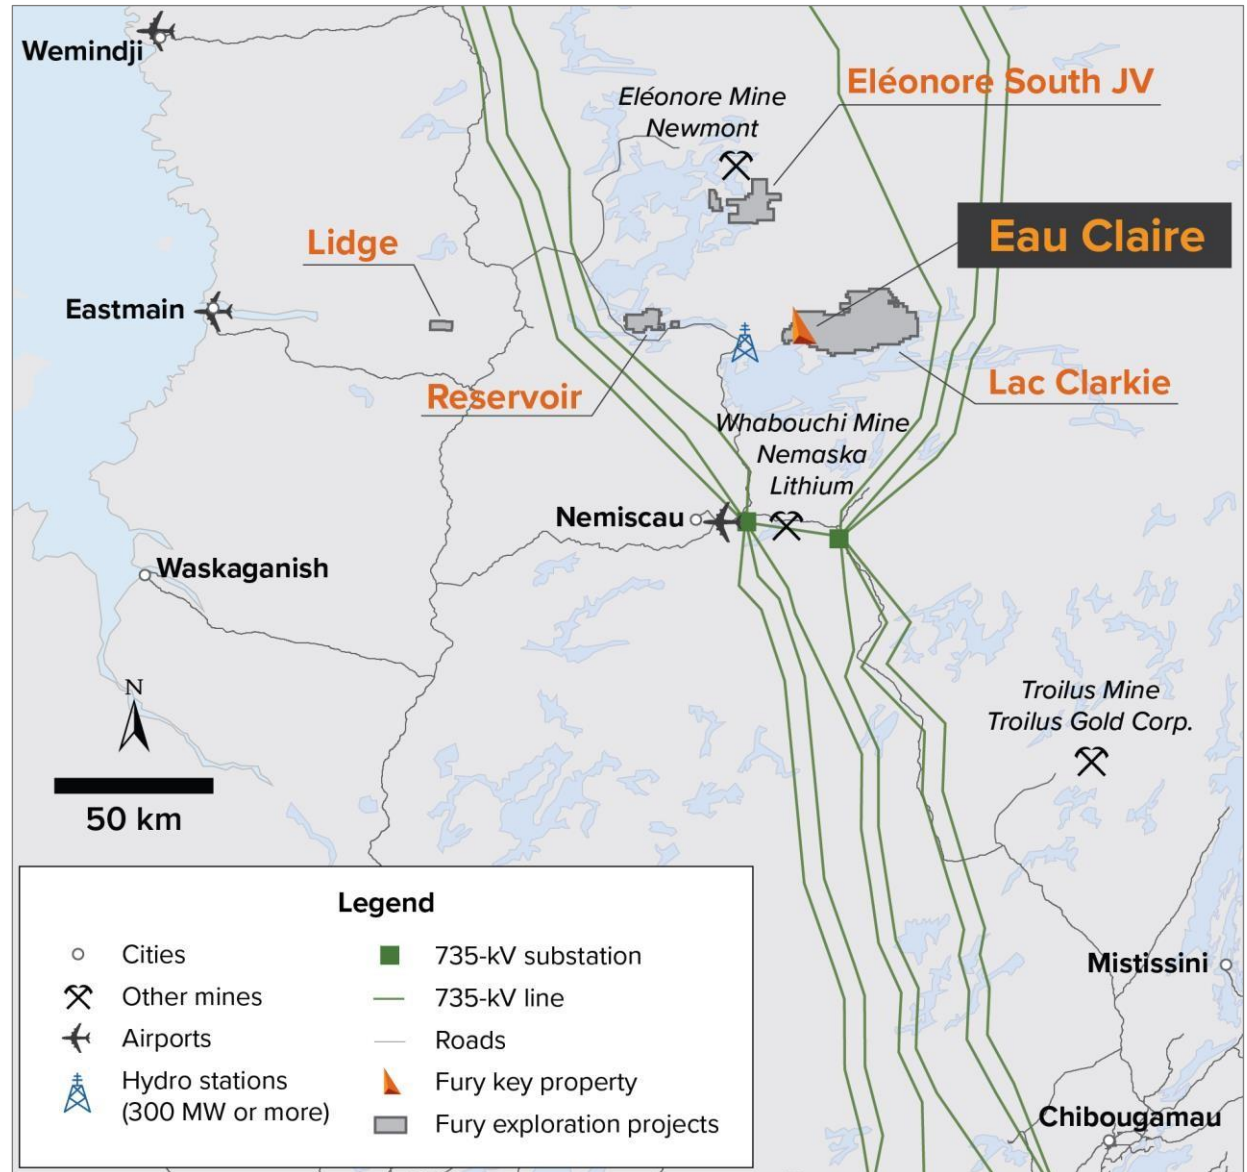 Wemindji
Eléonore South JV
Eléonore Mine
Newmont
Eau Claire
Lidge
Eastmain
Reservoir
Lac Clarkie
Whabouchi Mine
Nemaska
Lithium
Nemiscau
Waskaganish
N
50 km
Troilus Mine
Troilus Gold Corp.
Mistissini
Chibougamau
Legend
Cities
Other mines
Airports
Hydro stations
(300 MW or more)
735-kV substation
735-kV line
Roads
Fury key property
Fury exploration projects